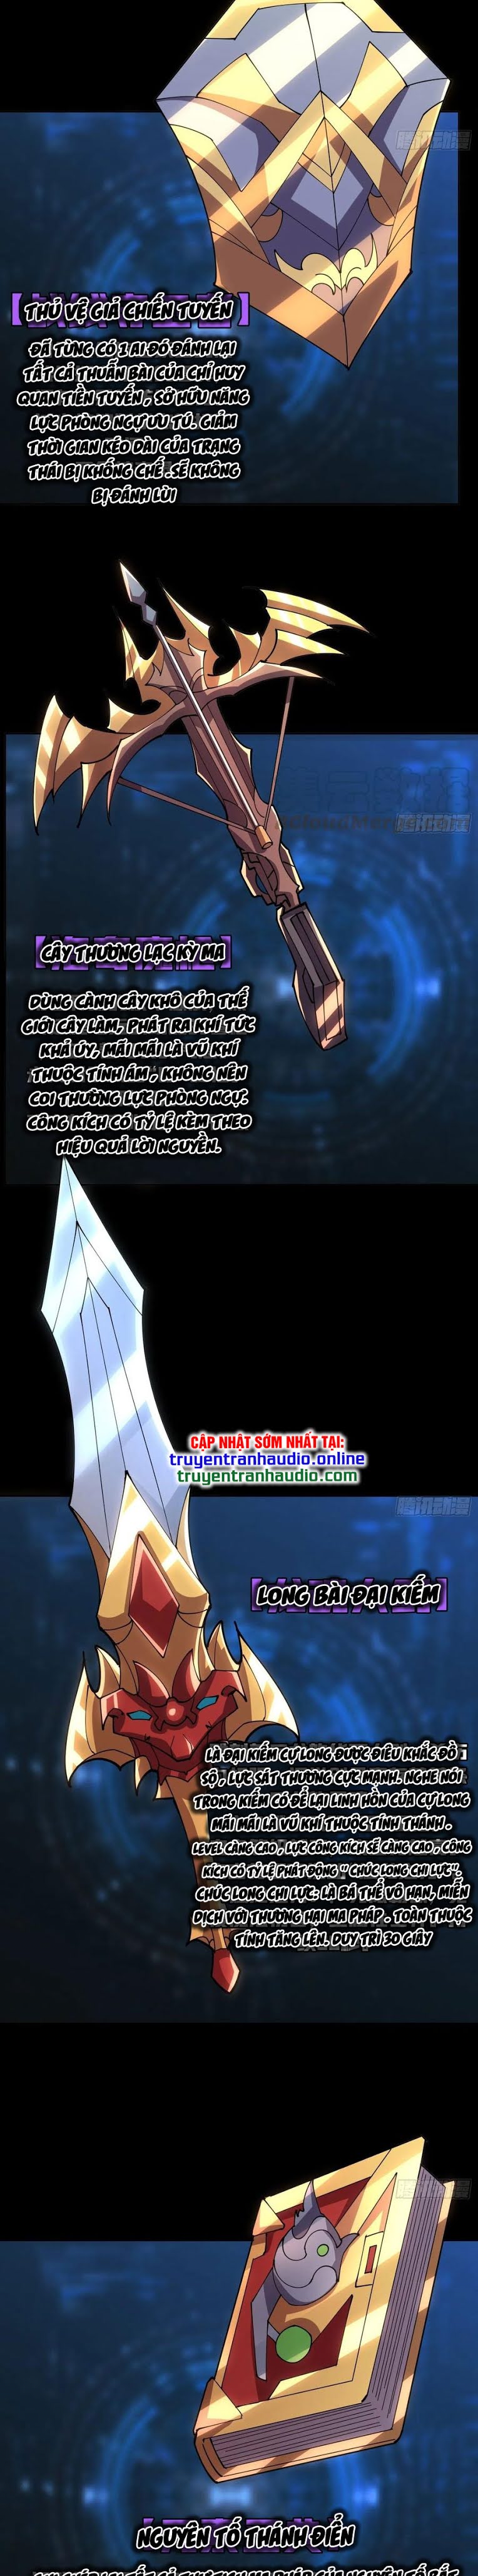 THỦ VỆ GIẢ CHIẾN TUYẾN
ĐÃ TỪNG CÓ 1 AI ĐÓ ĐÁNH LẠI
TẤT CẢ THUẪN BÀI CỦA CHỈ HUY
QUAN TIỀN TUYẾN, SỞ HỮU NĂNG
LỰC PHÒNG NGỰ ƯU TÚ. GIẢM
THỜI GIAN KÉO DÀI CỦA TRẠNG
THÁI BỊ KHỐNG CHẾ .SẼ KHÔNG
BỊ ĐÁNH LÙI
CÂY THƯƠNG LẠC KỲ MA
DÙNG CÀNH CÂY KHÔ CỦA THẾ
GIỚI CÂY LÀM, PHÁT RA KHÍ TỨC
KHẢ ÚY, MÃI MÃI LÀ VŨ KHÍ
THUỘC TÍNH ÁM , KHÔNG NÊN
COI THƯỜNG LỰC PHÒNG NGỰ.
CÔNG KÍCH CÓ TỶ LỆ KÈM THEO
HIỆU QUẢ LỜI NGUYỀN.
CẬP NHẬT SỚM NHẤT TẠI:
truyentranhaudio.online
truyentranhaudio.com
LONG BÀI ĐẠI KIẾM
LÀ ĐẠI KIẾM CỰ LONG ĐƯỢC ĐIÊU KHẮC ĐỒ
SỘ, LỰC SÁT THƯƠNG CỰC MẠNH. NGHE NÓI
TRONG KIẾM CÓ ĐỂ LẠI LINH HỒN CỦA CỰ LONG
MÃI MÃI LÀ VŨ KHÍ THUỘC TÍNH THÁNH .
LEVEL CÀNG CAO , LỰC CÔNG KÍCH SẼ CÀNG CAO , CÔNG
KÍCH CÓ TỶ LỆ PHÁT ĐỘNG " CHÚC LONG CHI LỰC".
CHÚC LONG CHI LỰC: LÀ BÁ THỂ VÔ HẠN, MIỄN
DỊCH VỚI THƯƠNG HẠI MA PHÁP . TOÀN THUỘC
TÍNH TĂNG LÊN. DUY TRÌ 30 GIÂY
NGUYÊN TỐ THÁNH ĐIỂN